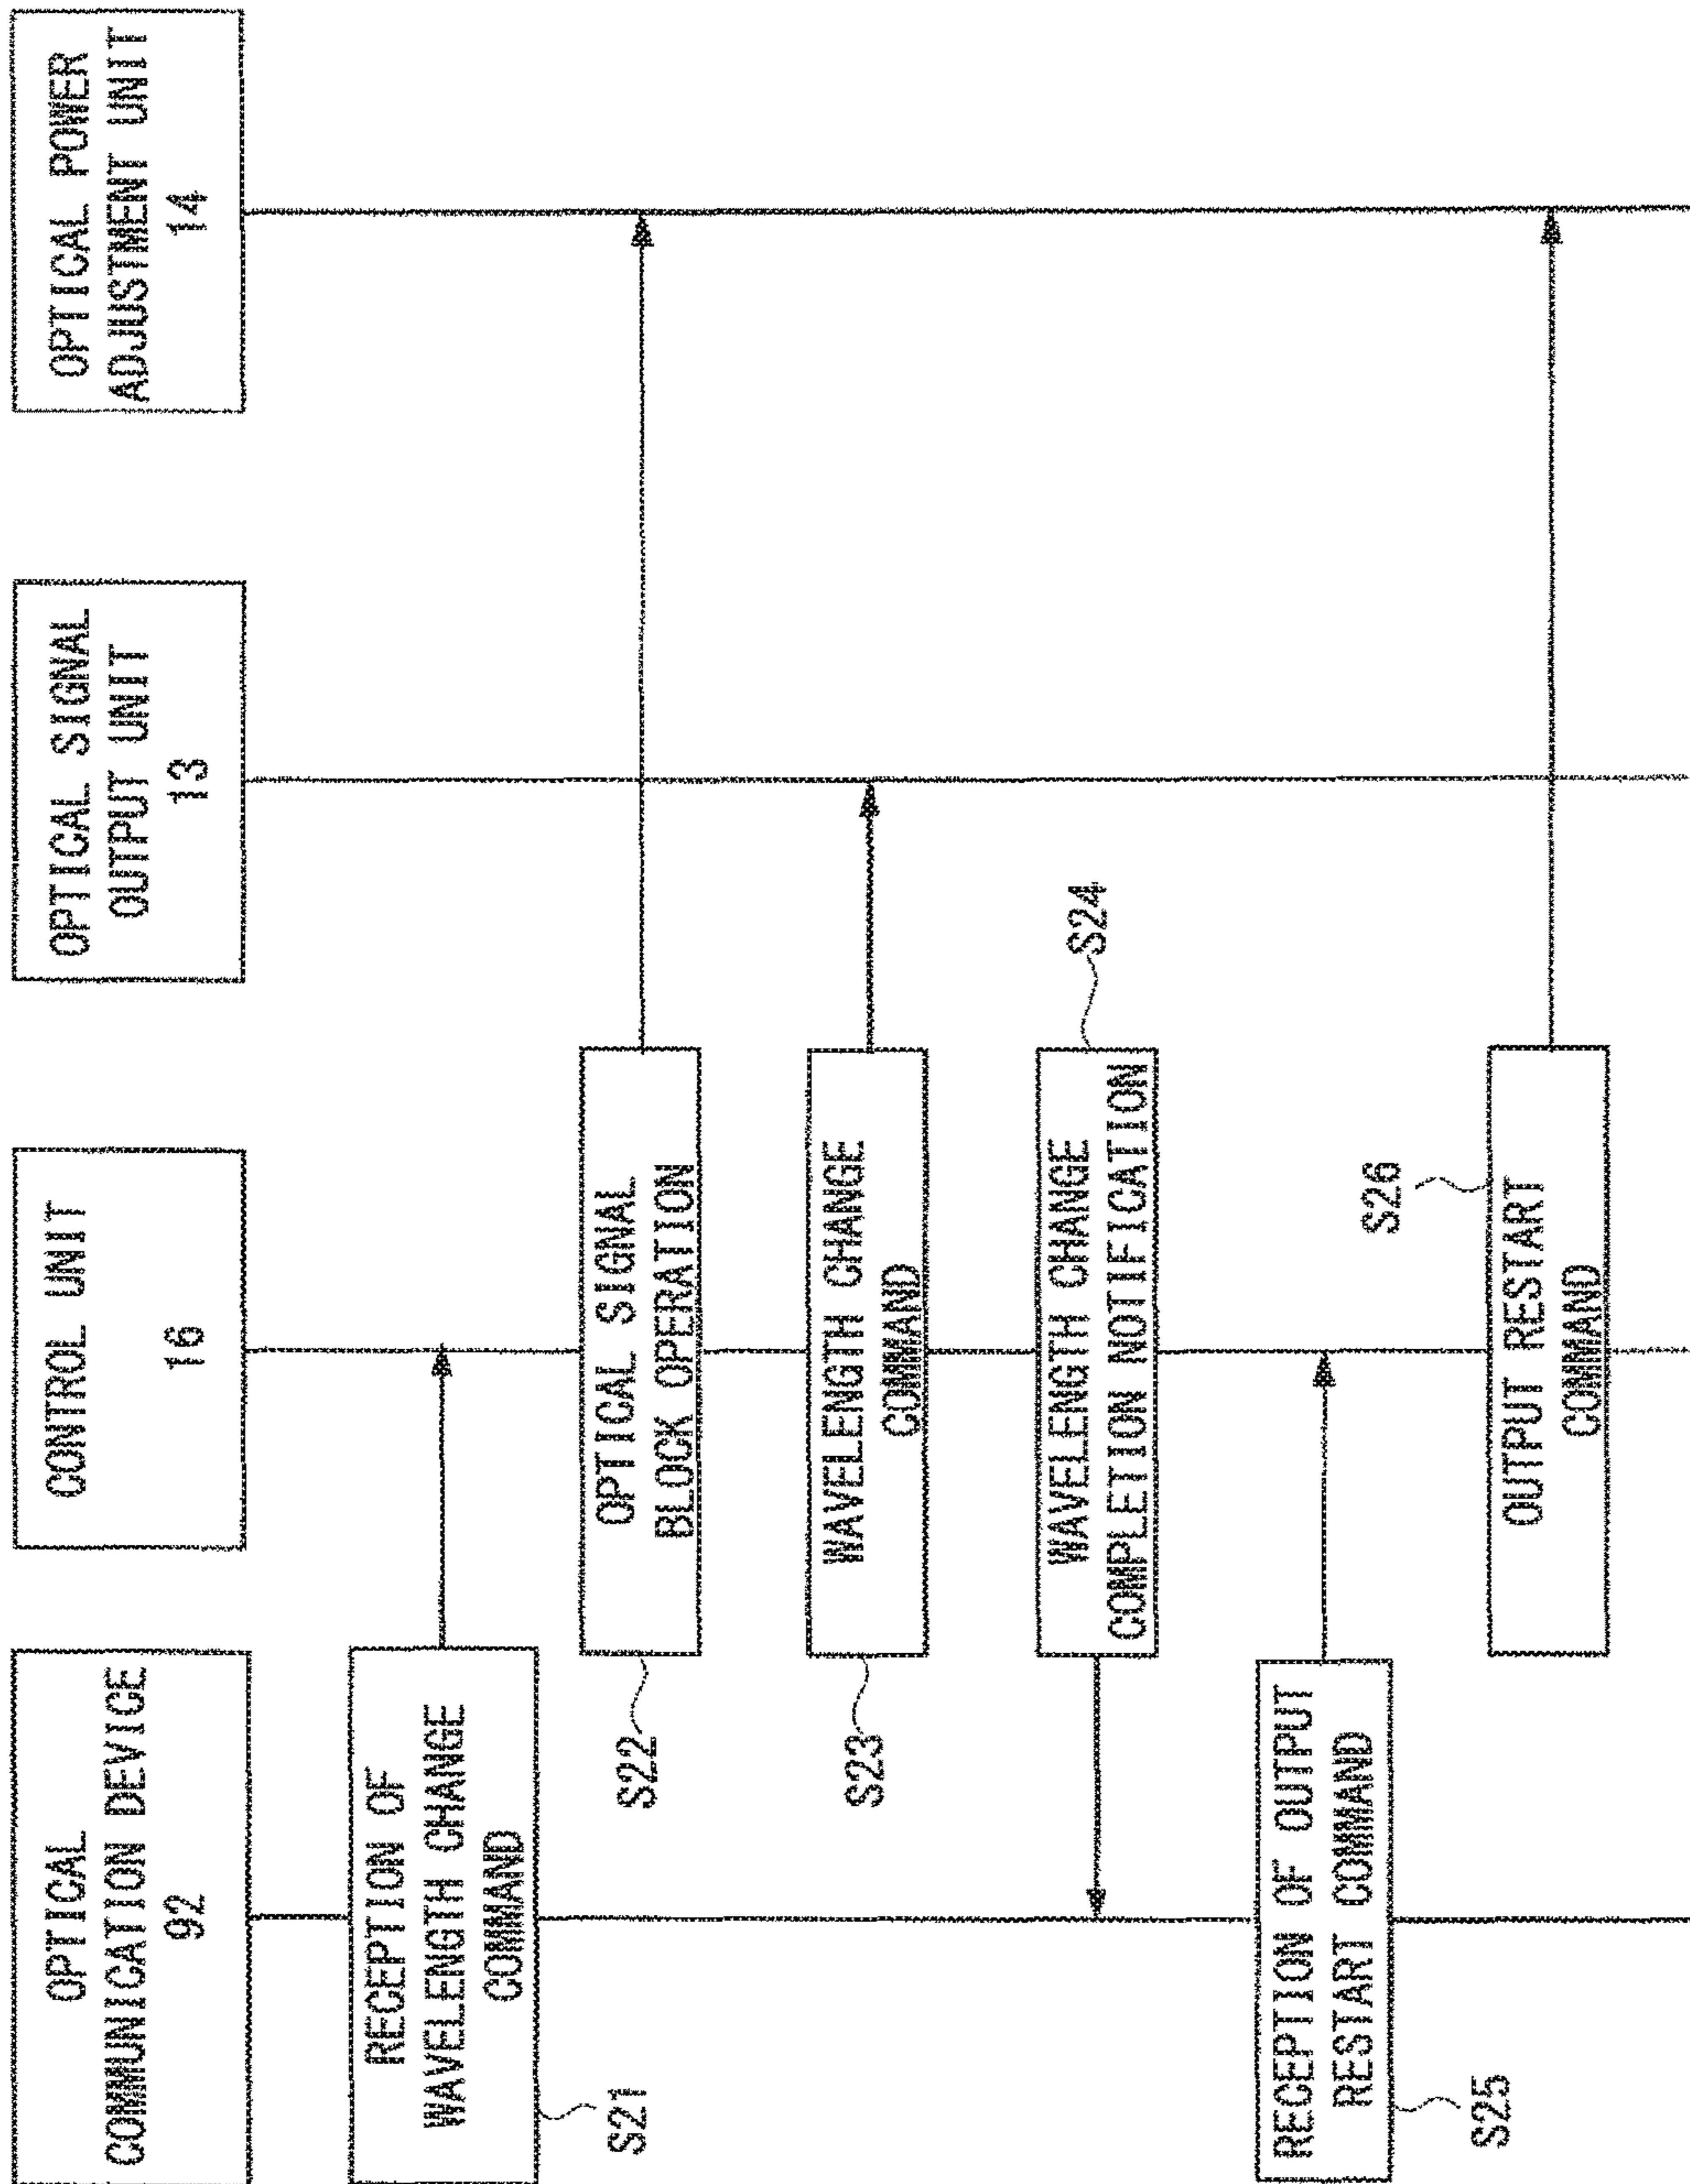 OPTICAL
COMMUNICATION DEVICE
92
CONTROL UNIT
16
OPTICAL SIGNAL
OUTPUT UNIT
13
OPTICAL POWER
ADJUSTMENT UNIT
14
RECEPTION OF
WAVELENGTH CHANGE
COMMAND
S21
OPTICAL SIGNAL
BLOCK OPERATION
S22
WAVELENGTH CHANGE
COMMAND
S23
WAVELENGTH CHANGE
COMPLETION NOTIFICATION
S24
RECEPTION OF OUTPUT
RESTART COMMAND
S25
OUTPUT RESTART
COMMAND
S26